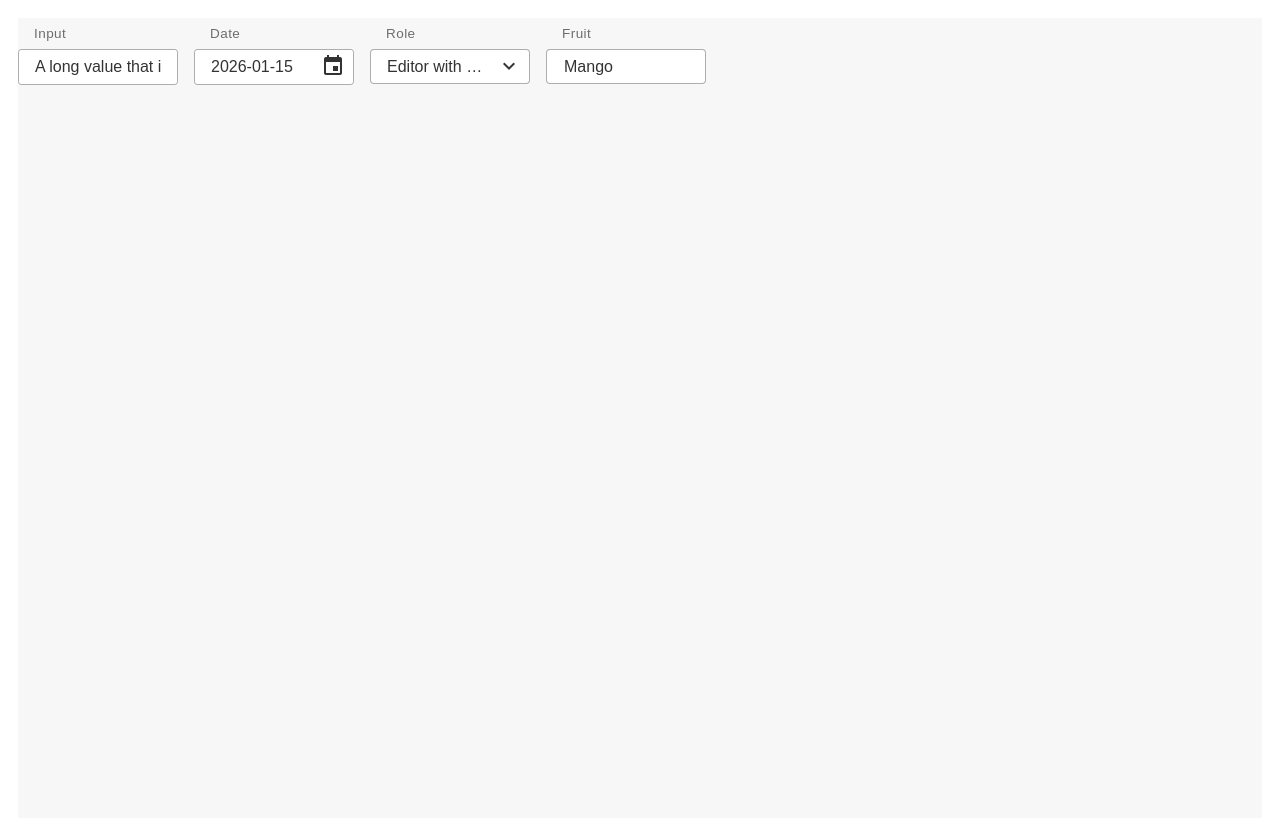 Input Date Role Fruit
A long value that i 2026-01-15 Editor with … Mango